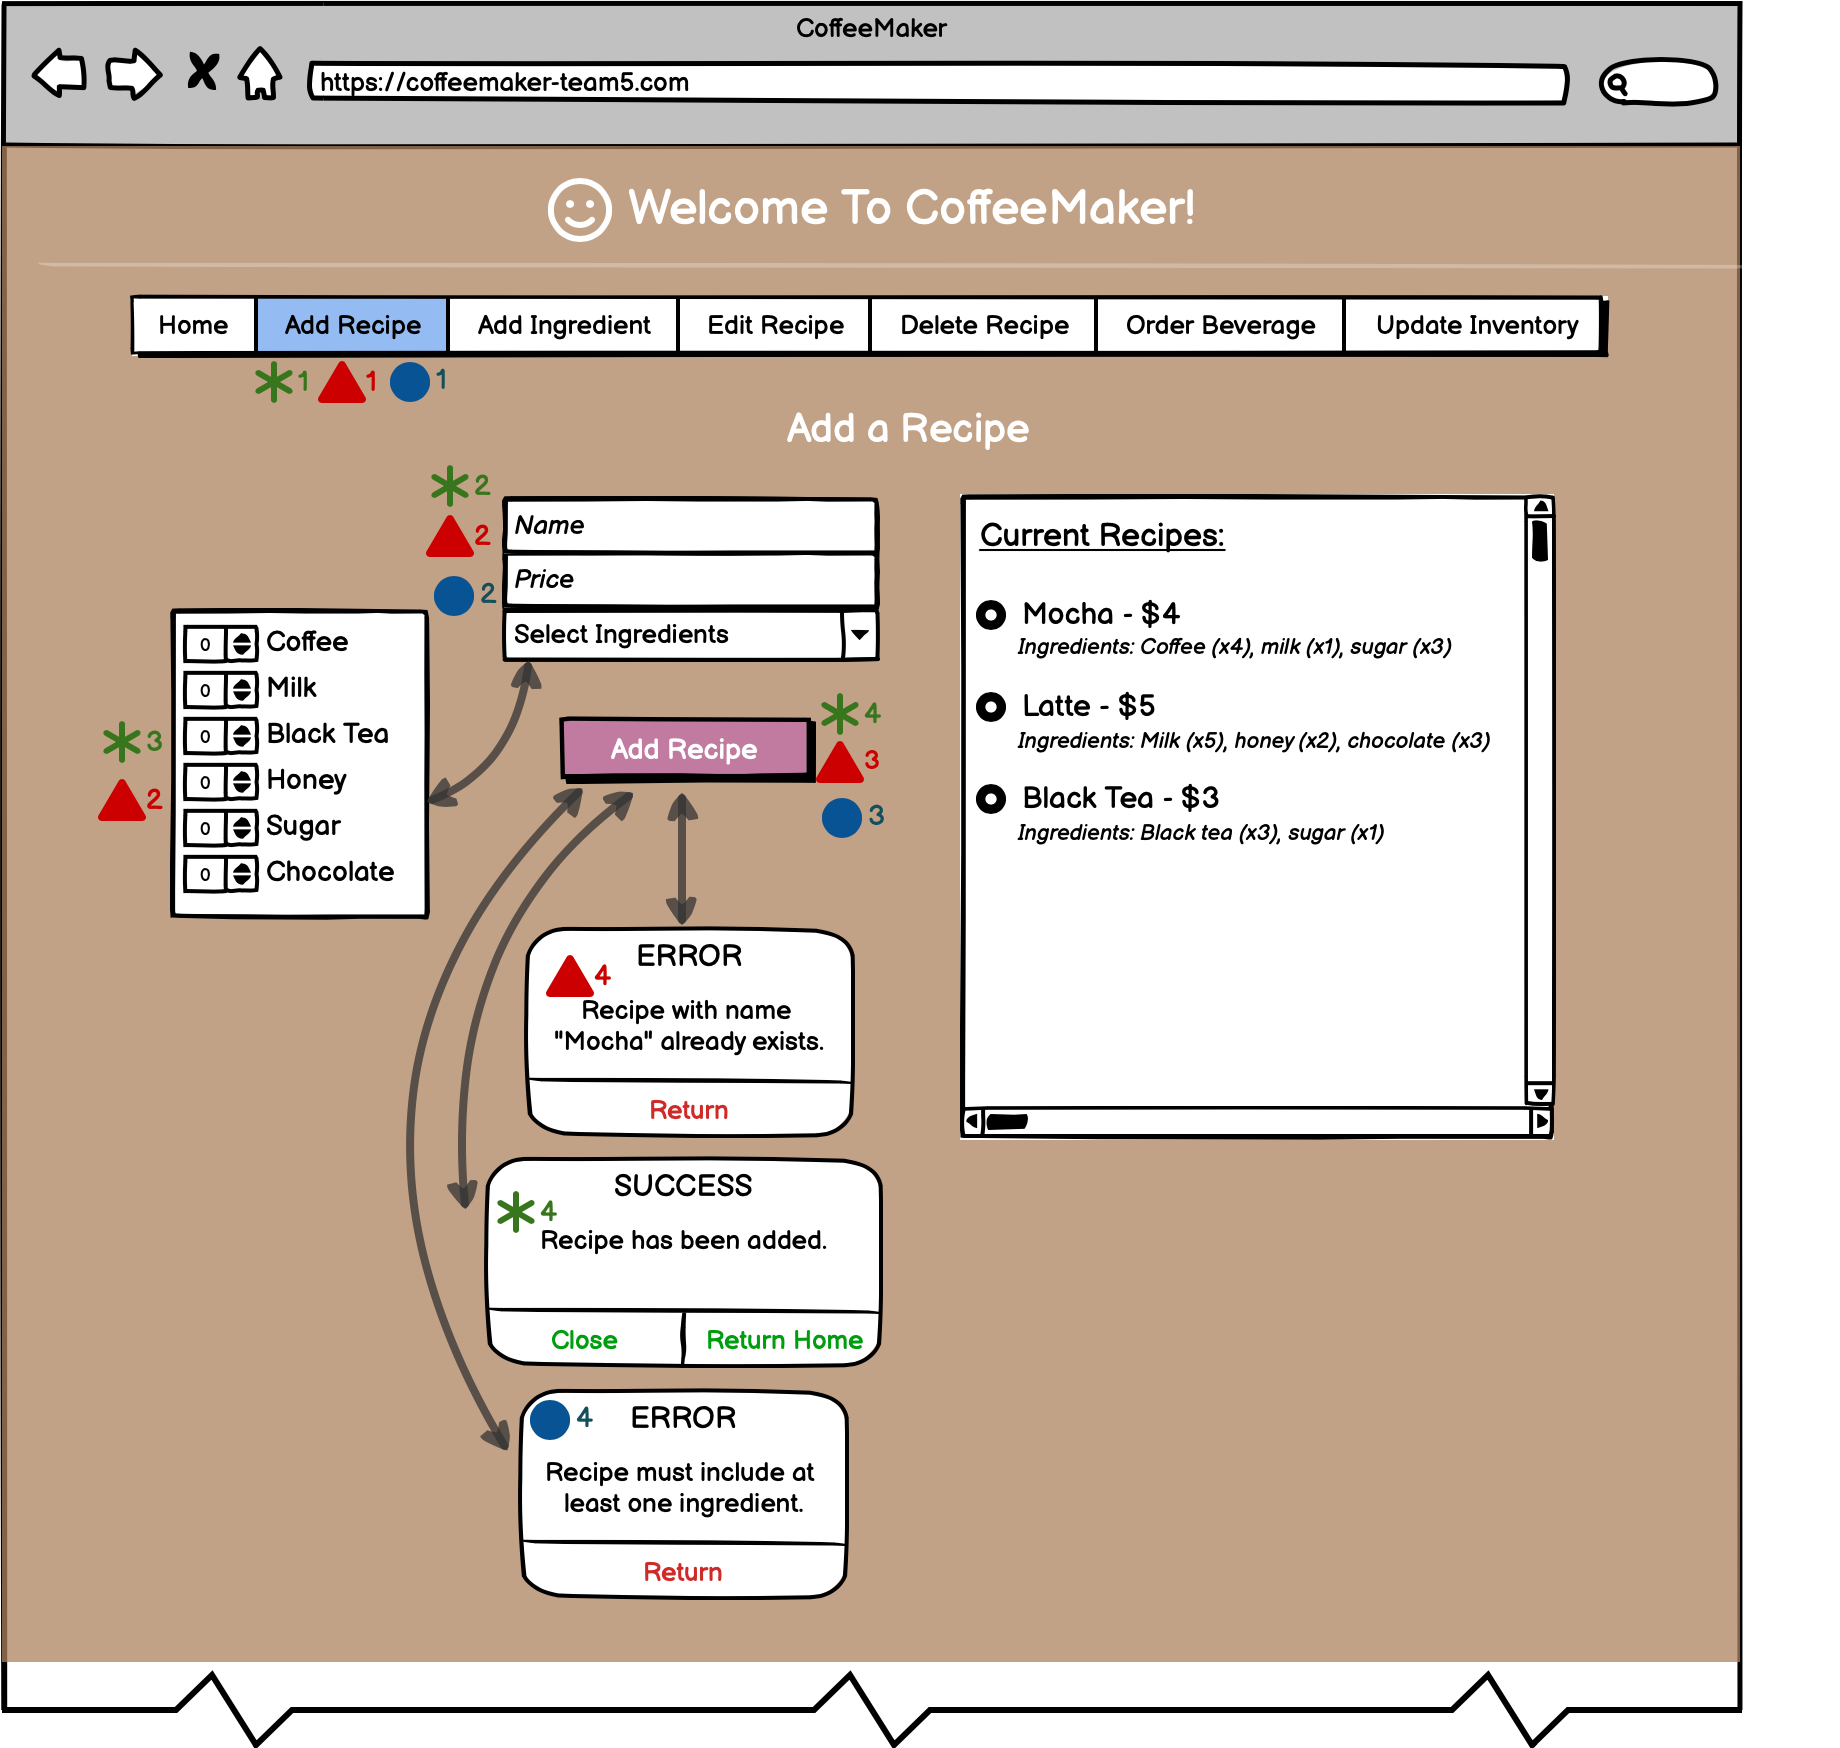 CoffeeMaker
https://coffeemaker-team5.com
Welcome To CoffeeMaker!
Home Add Recipe Add Ingredient Edit Recipe Delete Recipe Order Beverage Update Inventory
1 1 1
Add a Recipe
2
2
2
Name
Price
Select Ingredients
0 Coffee
0 Milk
0 Black Tea
0 Honey
0 Sugar
0 Chocolate
3
2
Add Recipe
4
3
3
ERROR
4
Recipe with name
"Mocha" already exists.
Return
SUCCESS
4
Recipe has been added.
Close Return Home
4 ERROR
Recipe must include at
least one ingredient.
Return
Current Recipes:
Mocha - $4
Ingredients: Coffee (x4), milk (x1), sugar (x3)
Latte - $5
Ingredients: Milk (x5), honey (x2), chocolate (x3)
Black Tea - $3
Ingredients: Black tea (x3), sugar (x1)